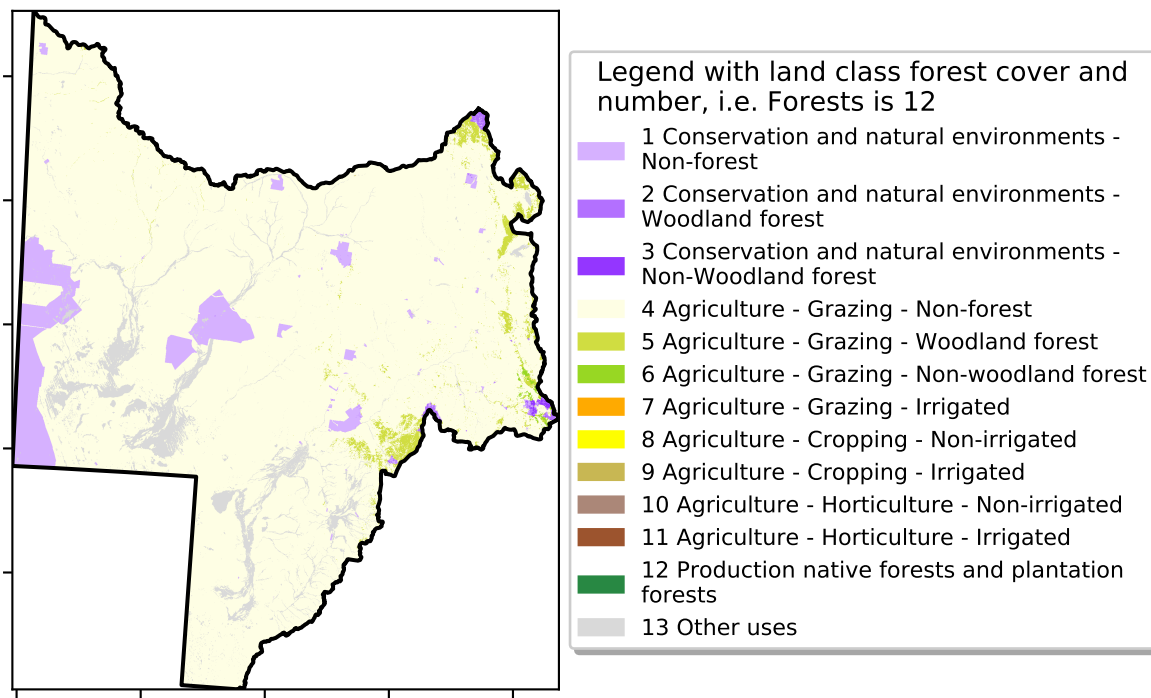 Legend with land class forest cover and
number, i.e. Forests is 12
1 Conservation and natural environments -
Non-forest
2 Conservation and natural environments -
Woodland forest
3 Conservation and natural environments -
Non-Woodland forest
4 Agriculture - Grazing - Non-forest
5 Agriculture - Grazing - Woodland forest
6 Agriculture - Grazing - Non-woodland forest
7 Agriculture - Grazing - Irrigated
8 Agriculture - Cropping - Non-irrigated
9 Agriculture - Cropping - Irrigated
10 Agriculture - Horticulture - Non-irrigated
11 Agriculture - Horticulture - Irrigated
12 Production native forests and plantation
forests
13 Other uses